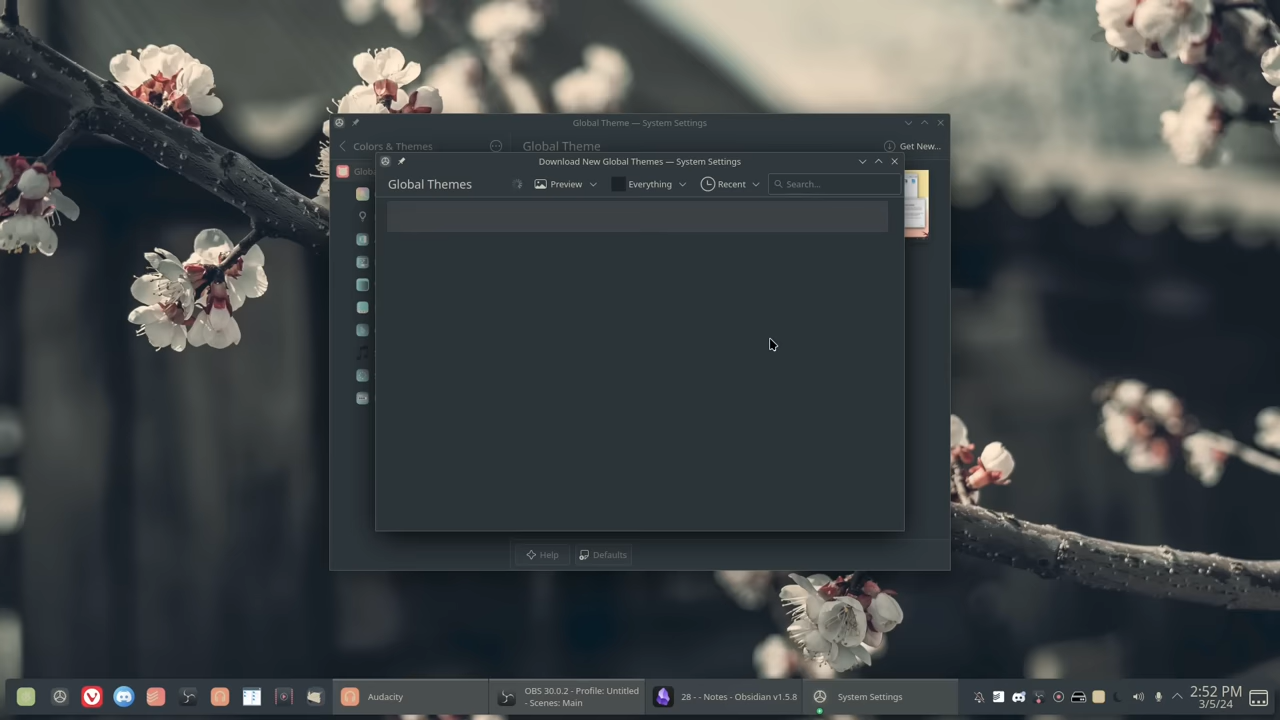 Global Theme — System Settings
Colors & Themes
Global Theme
Get New...
Globa
Download New Global Themes — System Settings
Global Themes
Preview
Everything
Recent
Search...
Help
Defaults
Audacity
OBS 30.0.2 - Profile: Untitled
- Scenes: Main
28 - - Notes - Obsidian v1.5.8
System Settings
2:52 PM
3/5/24